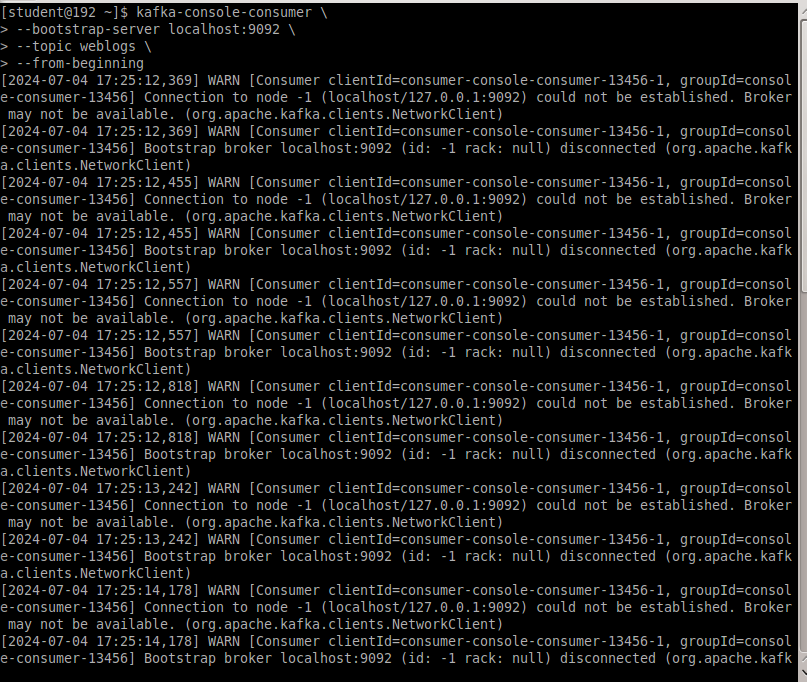 [student@192 ~]$ kafka-console-consumer \
> --bootstrap-server localhost:9092 \
> --topic weblogs \
> --from-beginning
[2024-07-04 17:25:12,369] WARN [Consumer clientId=consumer-console-consumer-13456-1, groupId=consol
e-consumer-13456] Connection to node -1 (localhost/127.0.0.1:9092) could not be established. Broker
 may not be available. (org.apache.kafka.clients.NetworkClient)
[2024-07-04 17:25:12,369] WARN [Consumer clientId=consumer-console-consumer-13456-1, groupId=consol
e-consumer-13456] Bootstrap broker localhost:9092 (id: -1 rack: null) disconnected (org.apache.kafk
a.clients.NetworkClient)
[2024-07-04 17:25:12,455] WARN [Consumer clientId=consumer-console-consumer-13456-1, groupId=consol
e-consumer-13456] Connection to node -1 (localhost/127.0.0.1:9092) could not be established. Broker
 may not be available. (org.apache.kafka.clients.NetworkClient)
[2024-07-04 17:25:12,455] WARN [Consumer clientId=consumer-console-consumer-13456-1, groupId=consol
e-consumer-13456] Bootstrap broker localhost:9092 (id: -1 rack: null) disconnected (org.apache.kafk
a.clients.NetworkClient)
[2024-07-04 17:25:12,557] WARN [Consumer clientId=consumer-console-consumer-13456-1, groupId=consol
e-consumer-13456] Connection to node -1 (localhost/127.0.0.1:9092) could not be established. Broker
 may not be available. (org.apache.kafka.clients.NetworkClient)
[2024-07-04 17:25:12,557] WARN [Consumer clientId=consumer-console-consumer-13456-1, groupId=consol
e-consumer-13456] Bootstrap broker localhost:9092 (id: -1 rack: null) disconnected (org.apache.kafk
a.clients.NetworkClient)
[2024-07-04 17:25:12,818] WARN [Consumer clientId=consumer-console-consumer-13456-1, groupId=consol
e-consumer-13456] Connection to node -1 (localhost/127.0.0.1:9092) could not be established. Broker
 may not be available. (org.apache.kafka.clients.NetworkClient)
[2024-07-04 17:25:12,818] WARN [Consumer clientId=consumer-console-consumer-13456-1, groupId=consol
e-consumer-13456] Bootstrap broker localhost:9092 (id: -1 rack: null) disconnected (org.apache.kafk
a.clients.NetworkClient)
[2024-07-04 17:25:13,242] WARN [Consumer clientId=consumer-console-consumer-13456-1, groupId=consol
e-consumer-13456] Connection to node -1 (localhost/127.0.0.1:9092) could not be established. Broker
 may not be available. (org.apache.kafka.clients.NetworkClient)
[2024-07-04 17:25:13,242] WARN [Consumer clientId=consumer-console-consumer-13456-1, groupId=consol
e-consumer-13456] Bootstrap broker localhost:9092 (id: -1 rack: null) disconnected (org.apache.kafk
a.clients.NetworkClient)
[2024-07-04 17:25:14,178] WARN [Consumer clientId=consumer-console-consumer-13456-1, groupId=consol
e-consumer-13456] Connection to node -1 (localhost/127.0.0.1:9092) could not be established. Broker
 may not be available. (org.apache.kafka.clients.NetworkClient)
[2024-07-04 17:25:14,178] WARN [Consumer clientId=consumer-console-consumer-13456-1, groupId=consol
e-consumer-13456] Bootstrap broker localhost:9092 (id: -1 rack: null) disconnected (org.apache.kafk